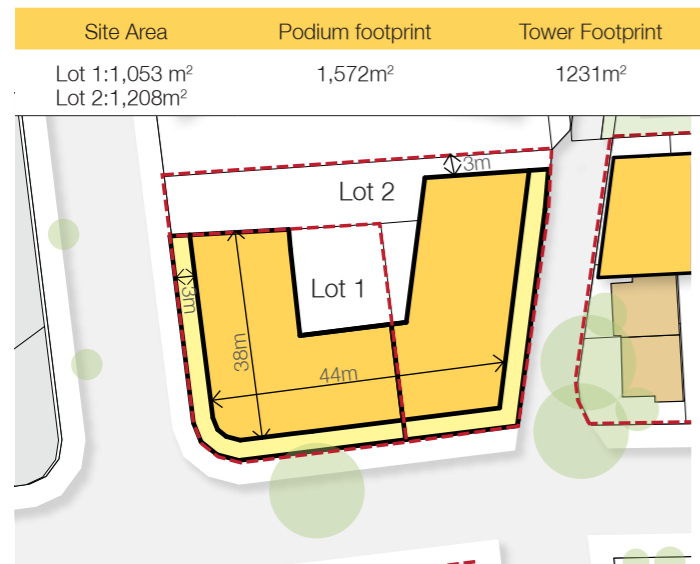 Site Area Podium footprint Tower Footprint
Lot 1:1,053 m² 1,572m² 1231m²
Lot 2:1,208m²
3m
Lot 2
Lot 1
3m
38m
44m